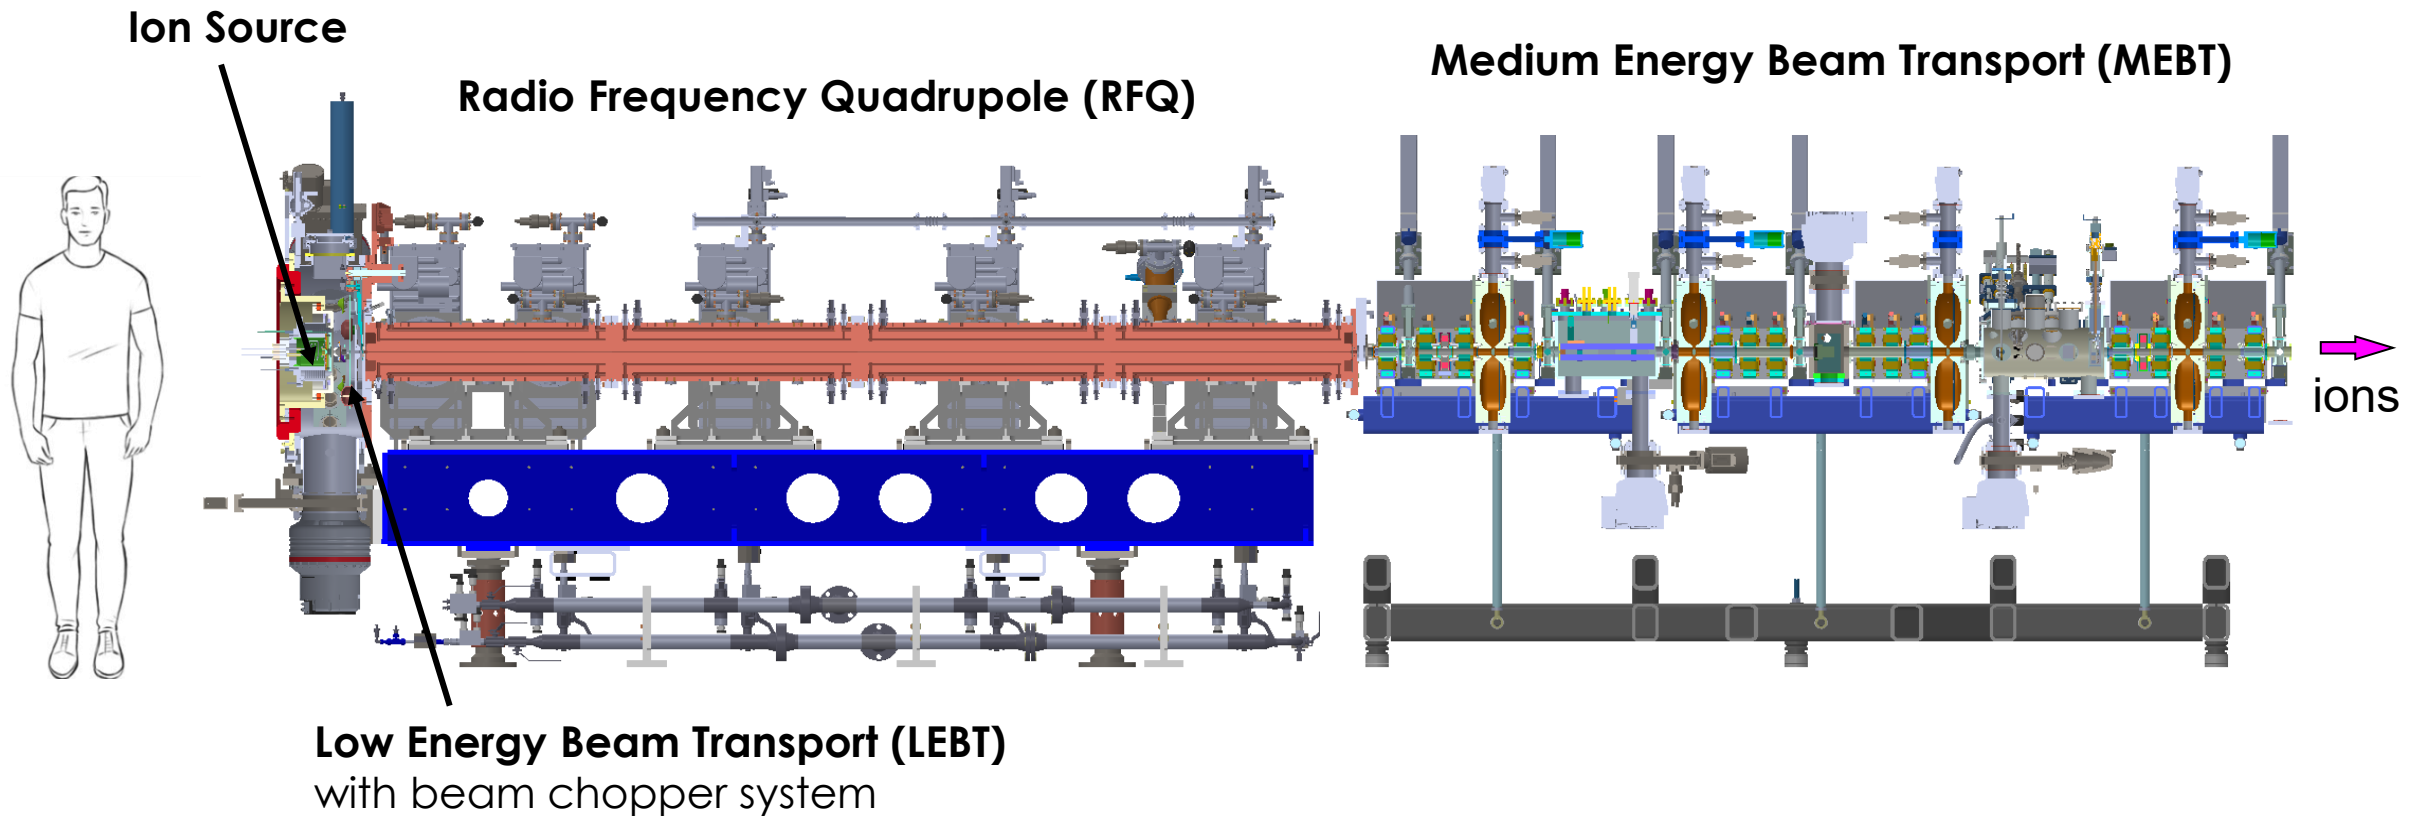 Ion Source
Radio Frequency Quadrupole (RFQ)
Medium Energy Beam Transport (MEBT)
ions
Low Energy Beam Transport (LEBT)
with beam chopper system